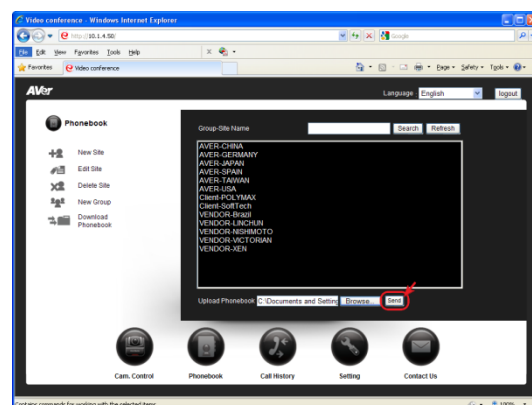 Video conference - Windows Internet Explorer
http://10.1.4.50/
Google
File Edit View Favorites Tools Help
Favorites Video conference
Page Safety Tools
AVer
Language : English logout
Phonebook
Group-Site Name Search Refresh
New Site
Edit Site
Delete Site
New Group
Download
Phonebook
AVER-CHINA
AVER-GERMANY
AVER-JAPAN
AVER-SPAIN
AVER-TAIWAN
AVER-USA
Client-POLYMAX
Client-SoftTech
VENDOR-Brazil
VENDOR-LINCHUN
VENDOR-NISHIMOTO
VENDOR-VICTORIAN
VENDOR-XEN
Upload Phonebook C:\Documents and Setting Browse... Send
Cam. Control Phonebook Call History Setting Contact Us
Contains commands for working with the selected items. 100%